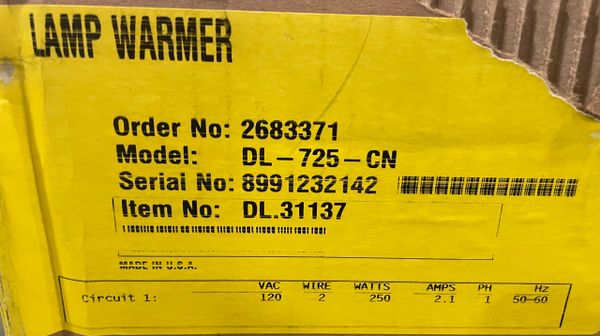 LAMP WARMER
Order No: 2683371
Model: DL-725-CN
Serial No: 8991232142
Item No: DL.31137
MADE IN U.S.A.
VAC WIRE WATTS AMPS PH Hz
Circuit 1: 120 2 250 2.1 1 50-60